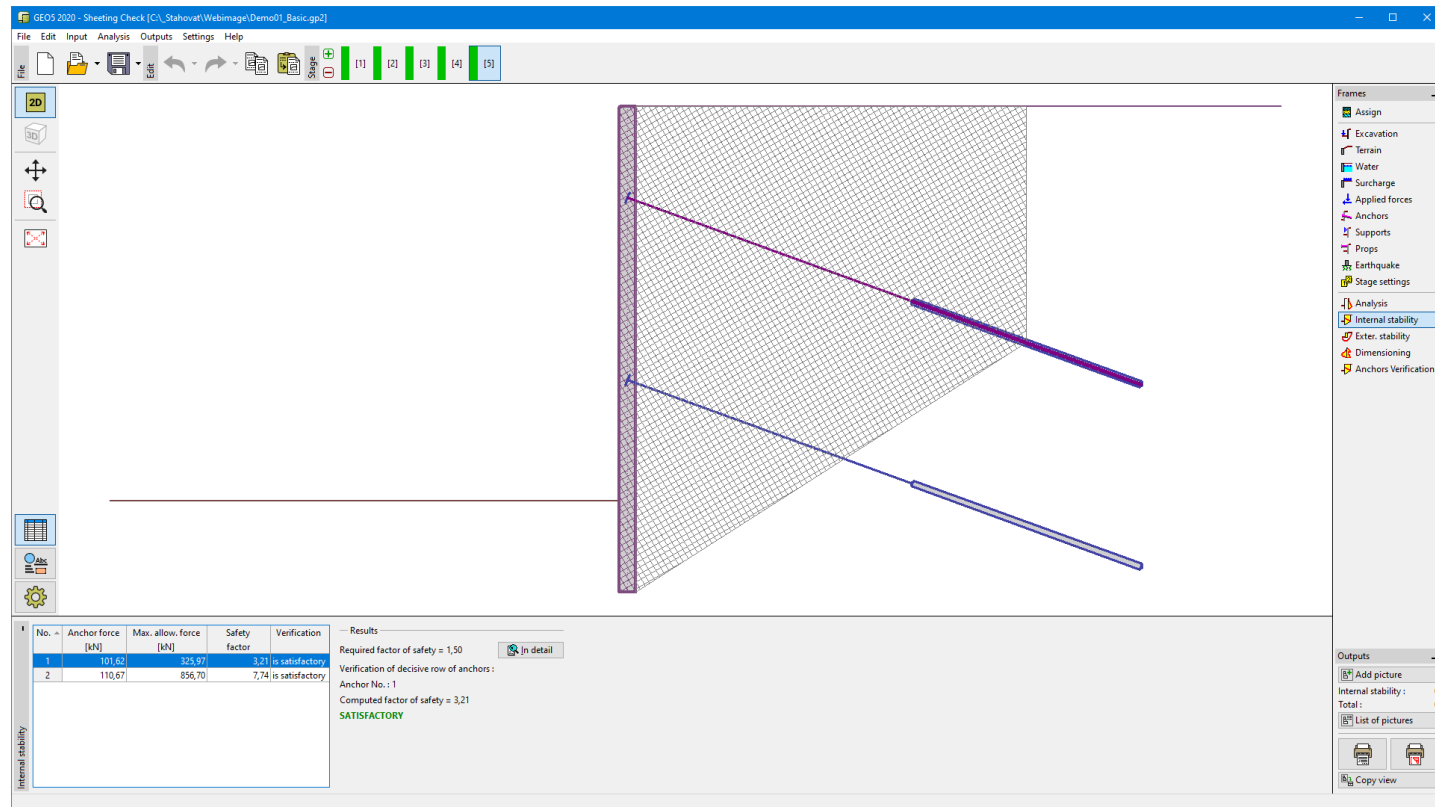 GEO5 2020 - Sheeting Check [C:\_Stahovat\Webimage\Demo01_Basic.gp2]
File Edit Input Analysis Outputs Settings Help
File
Edit
Stage
[1] [2] [3] [4] [5]
2D
3D
Abc
Frames
Assign
Excavation
Terrain
Water
Surcharge
Applied forces
Anchors
Supports
Props
Earthquake
Stage settings
Analysis
Internal stability
Exter. stability
Dimensioning
Anchors Verification
Internal stability
No. Anchor force Max. allow. force Safety Verification
[kN] [kN] factor
1 101,62 325,97 3,21 is satisfactory
2 110,67 856,70 7,74 is satisfactory
Results
Required factor of safety = 1,50 In detail
Verification of decisive row of anchors :
Anchor No. : 1
Computed factor of safety = 3,21
SATISFACTORY
Outputs
Add picture
Internal stability :
Total :
List of pictures
Copy view